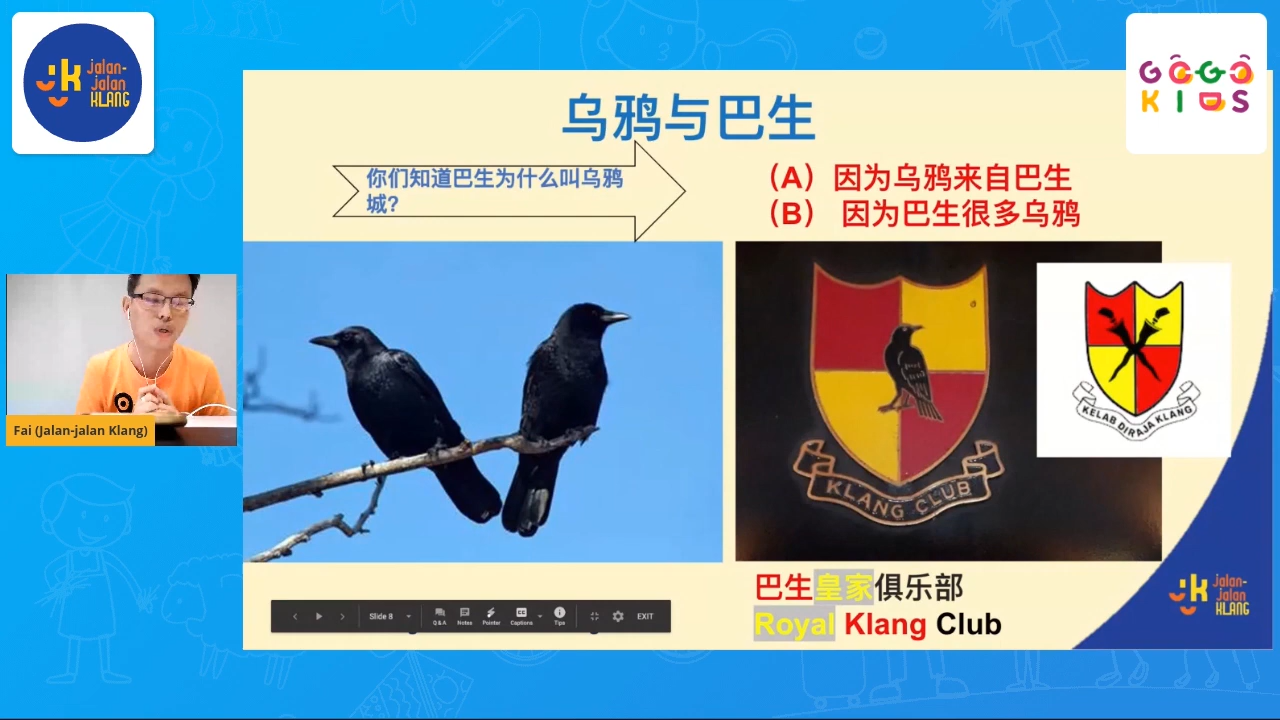 jalan-
jalan
KLANG
GOGO
KIDS
乌鸦与巴生
你们知道巴生为什么叫乌鸦
城?
（A）因为乌鸦来自巴生
（B） 因为巴生很多乌鸦
KLANG CLUB
KELAB DIRAJA KLANG
Fai (Jalan-jalan Klang)
巴生皇家俱乐部
Royal Klang Club
Slide 8
Q & A
Notes
Pointer
Captions
Tips
EXIT
jalan-
jalan
KLANG